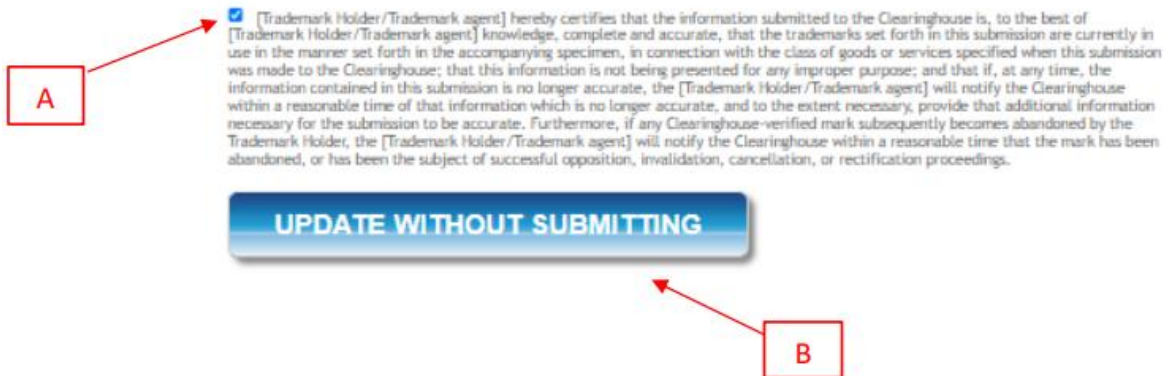 [Trademark Holder/Trademark agent] hereby certifies that the information submitted to the Clearinghouse is, to the best of
[Trademark Holder/Trademark agent] knowledge, complete and accurate, that the trademarks set forth in this submission are currently in
use in the manner set forth in the accompanying specimen, in connection with the class of goods or services specified when this submission
was made to the Clearinghouse; that this information is not being presented for any improper purpose; and that if, at any time, the
information contained in this submission is no longer accurate, the [Trademark Holder/Trademark agent] will notify the Clearinghouse
within a reasonable time of that information which is no longer accurate, and to the extent necessary, provide that additional information
necessary for the submission to be accurate. Furthermore, if any Clearinghouse-verified mark subsequently becomes abandoned by the
Trademark Holder, the [Trademark Holder/Trademark agent] will notify the Clearinghouse within a reasonable time that the mark has been
abandoned, or has been the subject of successful opposition, invalidation, cancellation, or rectification proceedings.
A
UPDATE WITHOUT SUBMITTING
B